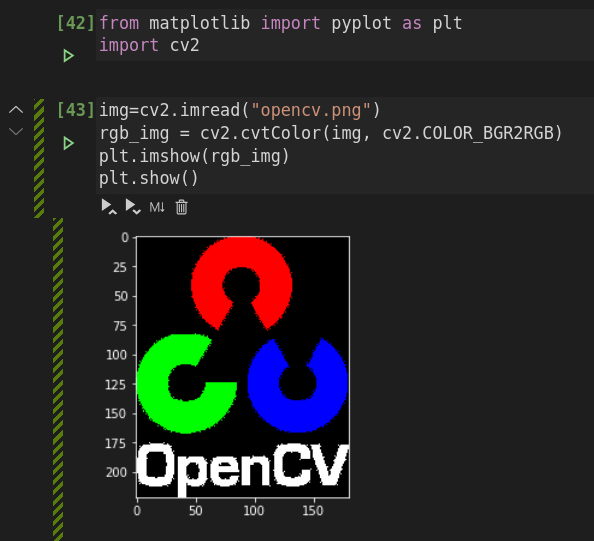 [42] from matplotlib import pyplot as plt
import cv2
[43] img=cv2.imread("opencv.png")
rgb_img = cv2.cvtColor(img, cv2.COLOR_BGR2RGB)
plt.imshow(rgb_img)
plt.show()
M↓
0
25
50
75
100
125
150
175
200
OpenCV
0 50 100 150